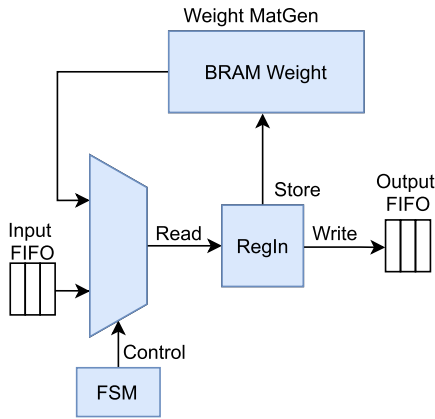 Weight MatGen
BRAM Weight
Store
Output
FIFO
Input
FIFO
Read
RegIn
Write
Control
FSM